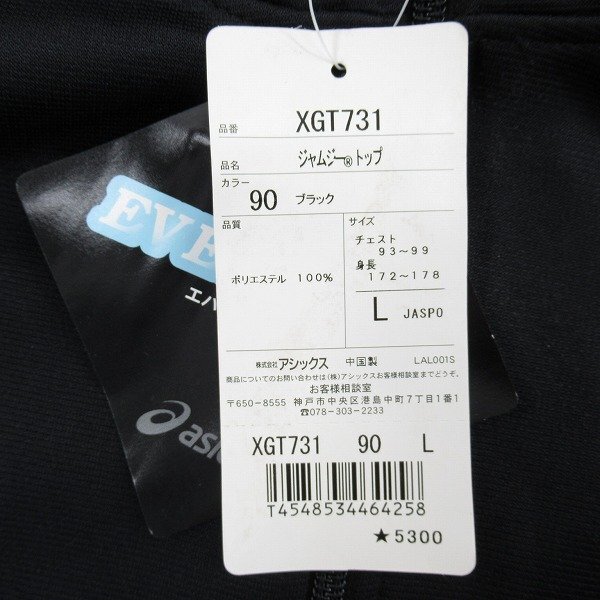 品番 XGT731
品名 ジャムジー®トップ
カラー
90 ブラック
品質
ポリエステル 100%
サイズ
チェスト
93~99
身長
172~178
L JASPO
株式会社アシックス 中国製 LAL001S
商品についてのお問い合わせは(株)アシックスお客様相談室までどうぞ。
お客様相談室
〒650-8555 神戸市中央区港島中町7丁目1番1
☎078-303-2233
XGT731 90 L
T4548534464258
★5300
EVE
エバ
asic